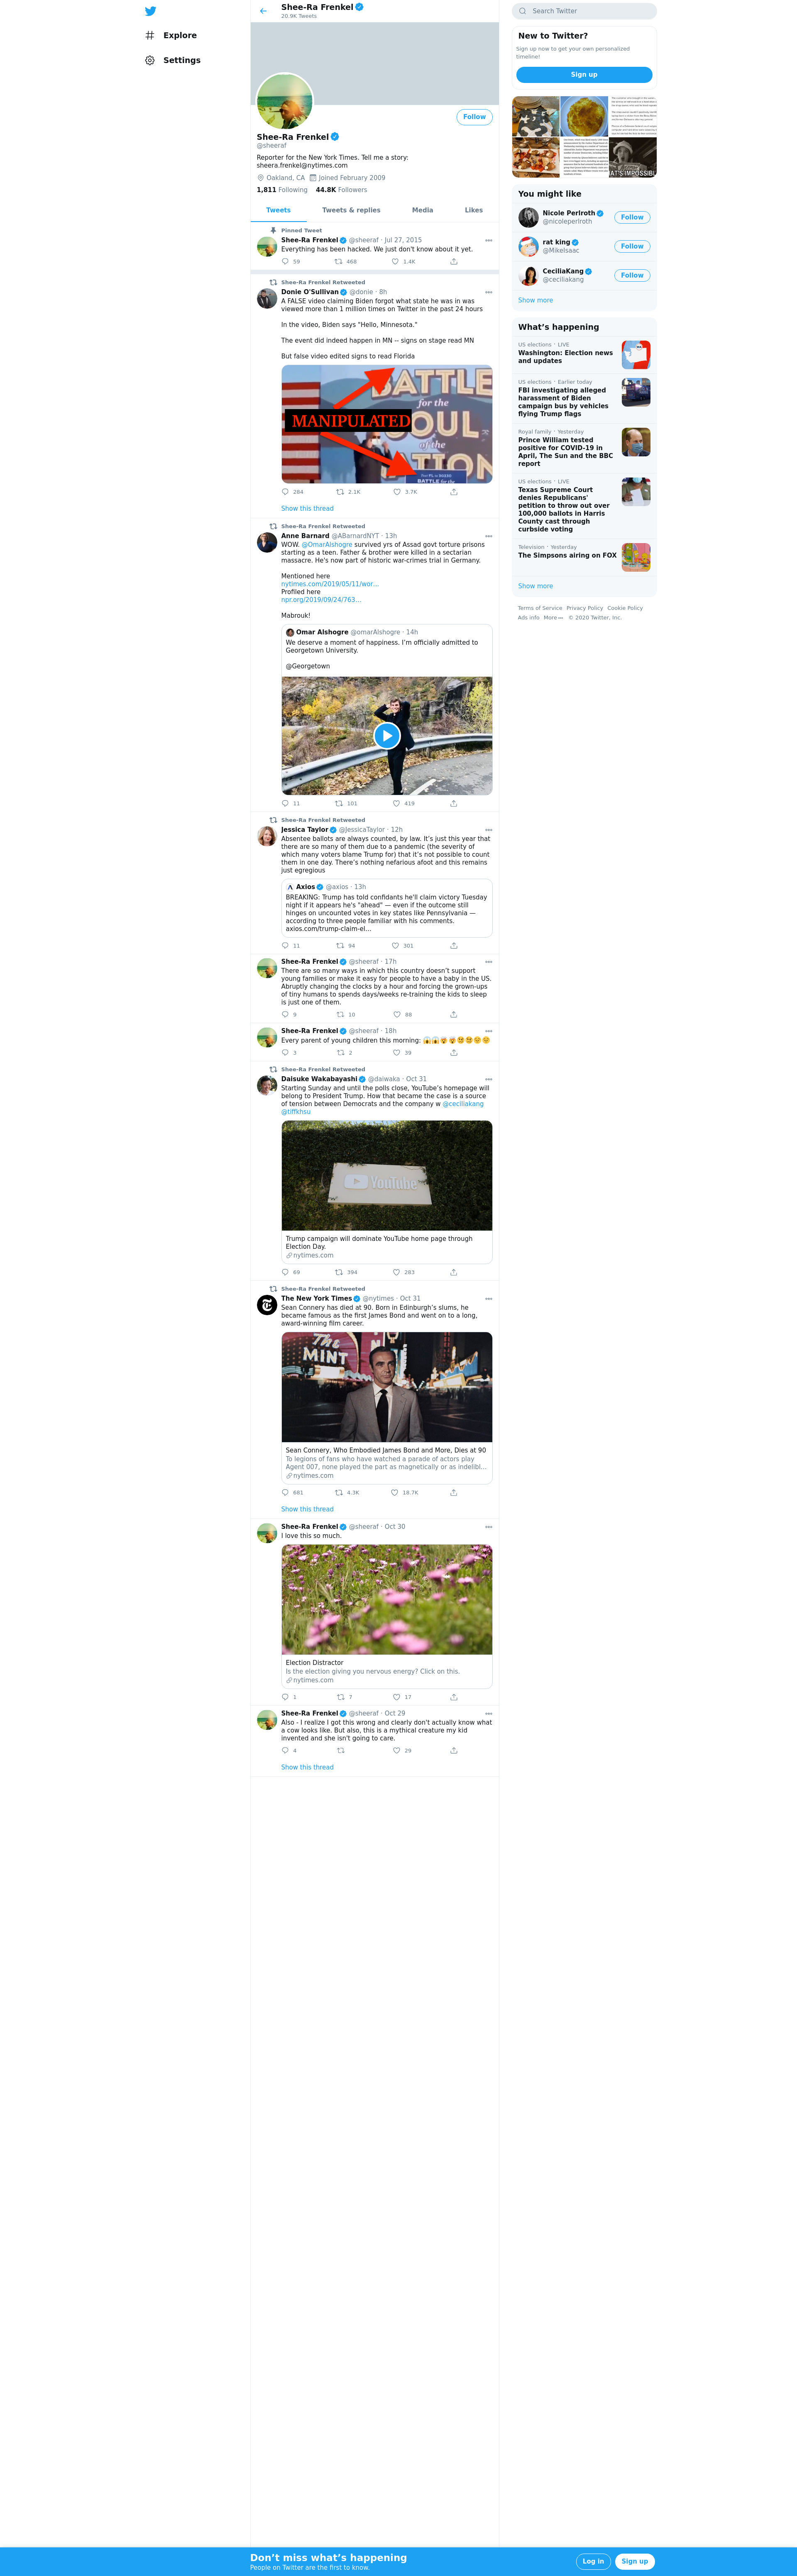 Explore
Settings
Shee-Ra Frenkel
20.9K Tweets
Follow
Shee-Ra Frenkel
@sheeraf
Reporter for the New York Times. Tell me a story:
sheera.frenkel@nytimes.com
Oakland, CA Joined February 2009
1,811 Following 44.8K Followers
Tweets Tweets & replies Media Likes
Pinned Tweet
Shee-Ra Frenkel @sheeraf · Jul 27, 2015
Everything has been hacked. We just don't know about it yet.
59 468 1.4K
Shee-Ra Frenkel Retweeted
Donie O'Sullivan @donie · 8h
A FALSE video claiming Biden forgot what state he was in was
viewed more than 1 million times on Twitter in the past 24 hours
In the video, Biden says "Hello, Minnesota."
The event did indeed happen in MN -- signs on stage read MN
But false video edited signs to read Florida
BATTLE
for the
MANIPULATED
SOUL
of the
BATTLE for the
284 2.1K 3.7K
Show this thread
Shee-Ra Frenkel Retweeted
Anne Barnard @ABarnardNYT · 13h
WOW. @OmarAlshogre survived yrs of Assad govt torture prisons
starting as a teen. Father & brother were killed in a sectarian
massacre. He's now part of historic war-crimes trial in Germany.
Mentioned here
nytimes.com/2019/05/11/wor…
Profiled here
npr.org/2019/09/24/763…
Mabrouk!
Omar Alshogre @omarAlshogre · 14h
We deserve a moment of happiness. I'm officially admitted to
Georgetown University.
@Georgetown
11 101 419
Shee-Ra Frenkel Retweeted
Jessica Taylor @JessicaTaylor · 12h
Absentee ballots are always counted, by law. It's just this year that
there are so many of them due to a pandemic (the severity of
which many voters blame Trump for) that it's not possible to count
them in one day. There's nothing nefarious afoot and this remains
just egregious
Axios @axios · 13h
BREAKING: Trump has told confidants he'll claim victory Tuesday
night if it appears he's "ahead" — even if the outcome still
hinges on uncounted votes in key states like Pennsylvania —
according to three people familiar with his comments.
axios.com/trump-claim-el…
11 94 301
Shee-Ra Frenkel @sheeraf · 17h
There are so many ways in which this country doesn't support
young families or make it easy for people to have a baby in the US.
Abruptly changing the clocks by a hour and forcing the grown-ups
of tiny humans to spends days/weeks re-training the kids to sleep
is just one of them.
9 10 88
Shee-Ra Frenkel @sheeraf · 18h
Every parent of young children this morning:
3 2 39
Shee-Ra Frenkel Retweeted
Daisuke Wakabayashi @daiwaka · Oct 31
Starting Sunday and until the polls close, YouTube's homepage will
belong to President Trump. How that became the case is a source
of tension between Democrats and the company w @ceciliakang
@tiffkhsu
YouTube
Trump campaign will dominate YouTube home page through
Election Day.
nytimes.com
69 394 283
Shee-Ra Frenkel Retweeted
The New York Times @nytimes · Oct 31
Sean Connery has died at 90. Born in Edinburgh's slums, he
became famous as the first James Bond and went on to a long,
award-winning film career.
The
MINT
Sean Connery, Who Embodied James Bond and More, Dies at 90
To legions of fans who have watched a parade of actors play
Agent 007, none played the part as magnetically or as indelibl…
nytimes.com
661 4.3K 18.7K
Show this thread
Shee-Ra Frenkel @sheeraf · Oct 30
I love this so much.
Election Distractor
Is the election giving you nervous energy? Click on this.
nytimes.com
1 7 17
Shee-Ra Frenkel @sheeraf · Oct 29
Also - I realize I got this wrong and clearly don't actually know what
a cow looks like. But also, this is a mythical creature my kid
invented and she isn't going to care.
4 29
Show this thread
Search Twitter
New to Twitter?
Sign up now to get your own personalized
timeline!
Sign up
You might like
Nicole Perlroth
@nicoleperlroth
Follow
rat king
@MikeIsaac
Follow
CeciliaKang
@ceciliakang
Follow
Show more
What's happening
US elections · LIVE
Washington: Election news
and updates
US elections · Earlier today
FBI investigating alleged
harassment of Biden
campaign bus by vehicles
flying Trump flags
Royal family · Yesterday
Prince William tested
positive for COVID-19 in
April, The Sun and the BBC
report
US elections · LIVE
Texas Supreme Court
denies Republicans'
petition to throw out over
100,000 ballots in Harris
County cast through
curbside voting
Television · Yesterday
The Simpsons airing on FOX
Show more
Terms of Service Privacy Policy Cookie Policy
Ads info More © 2020 Twitter, Inc.
Don't miss what's happening
People on Twitter are the first to know.
Log in Sign up